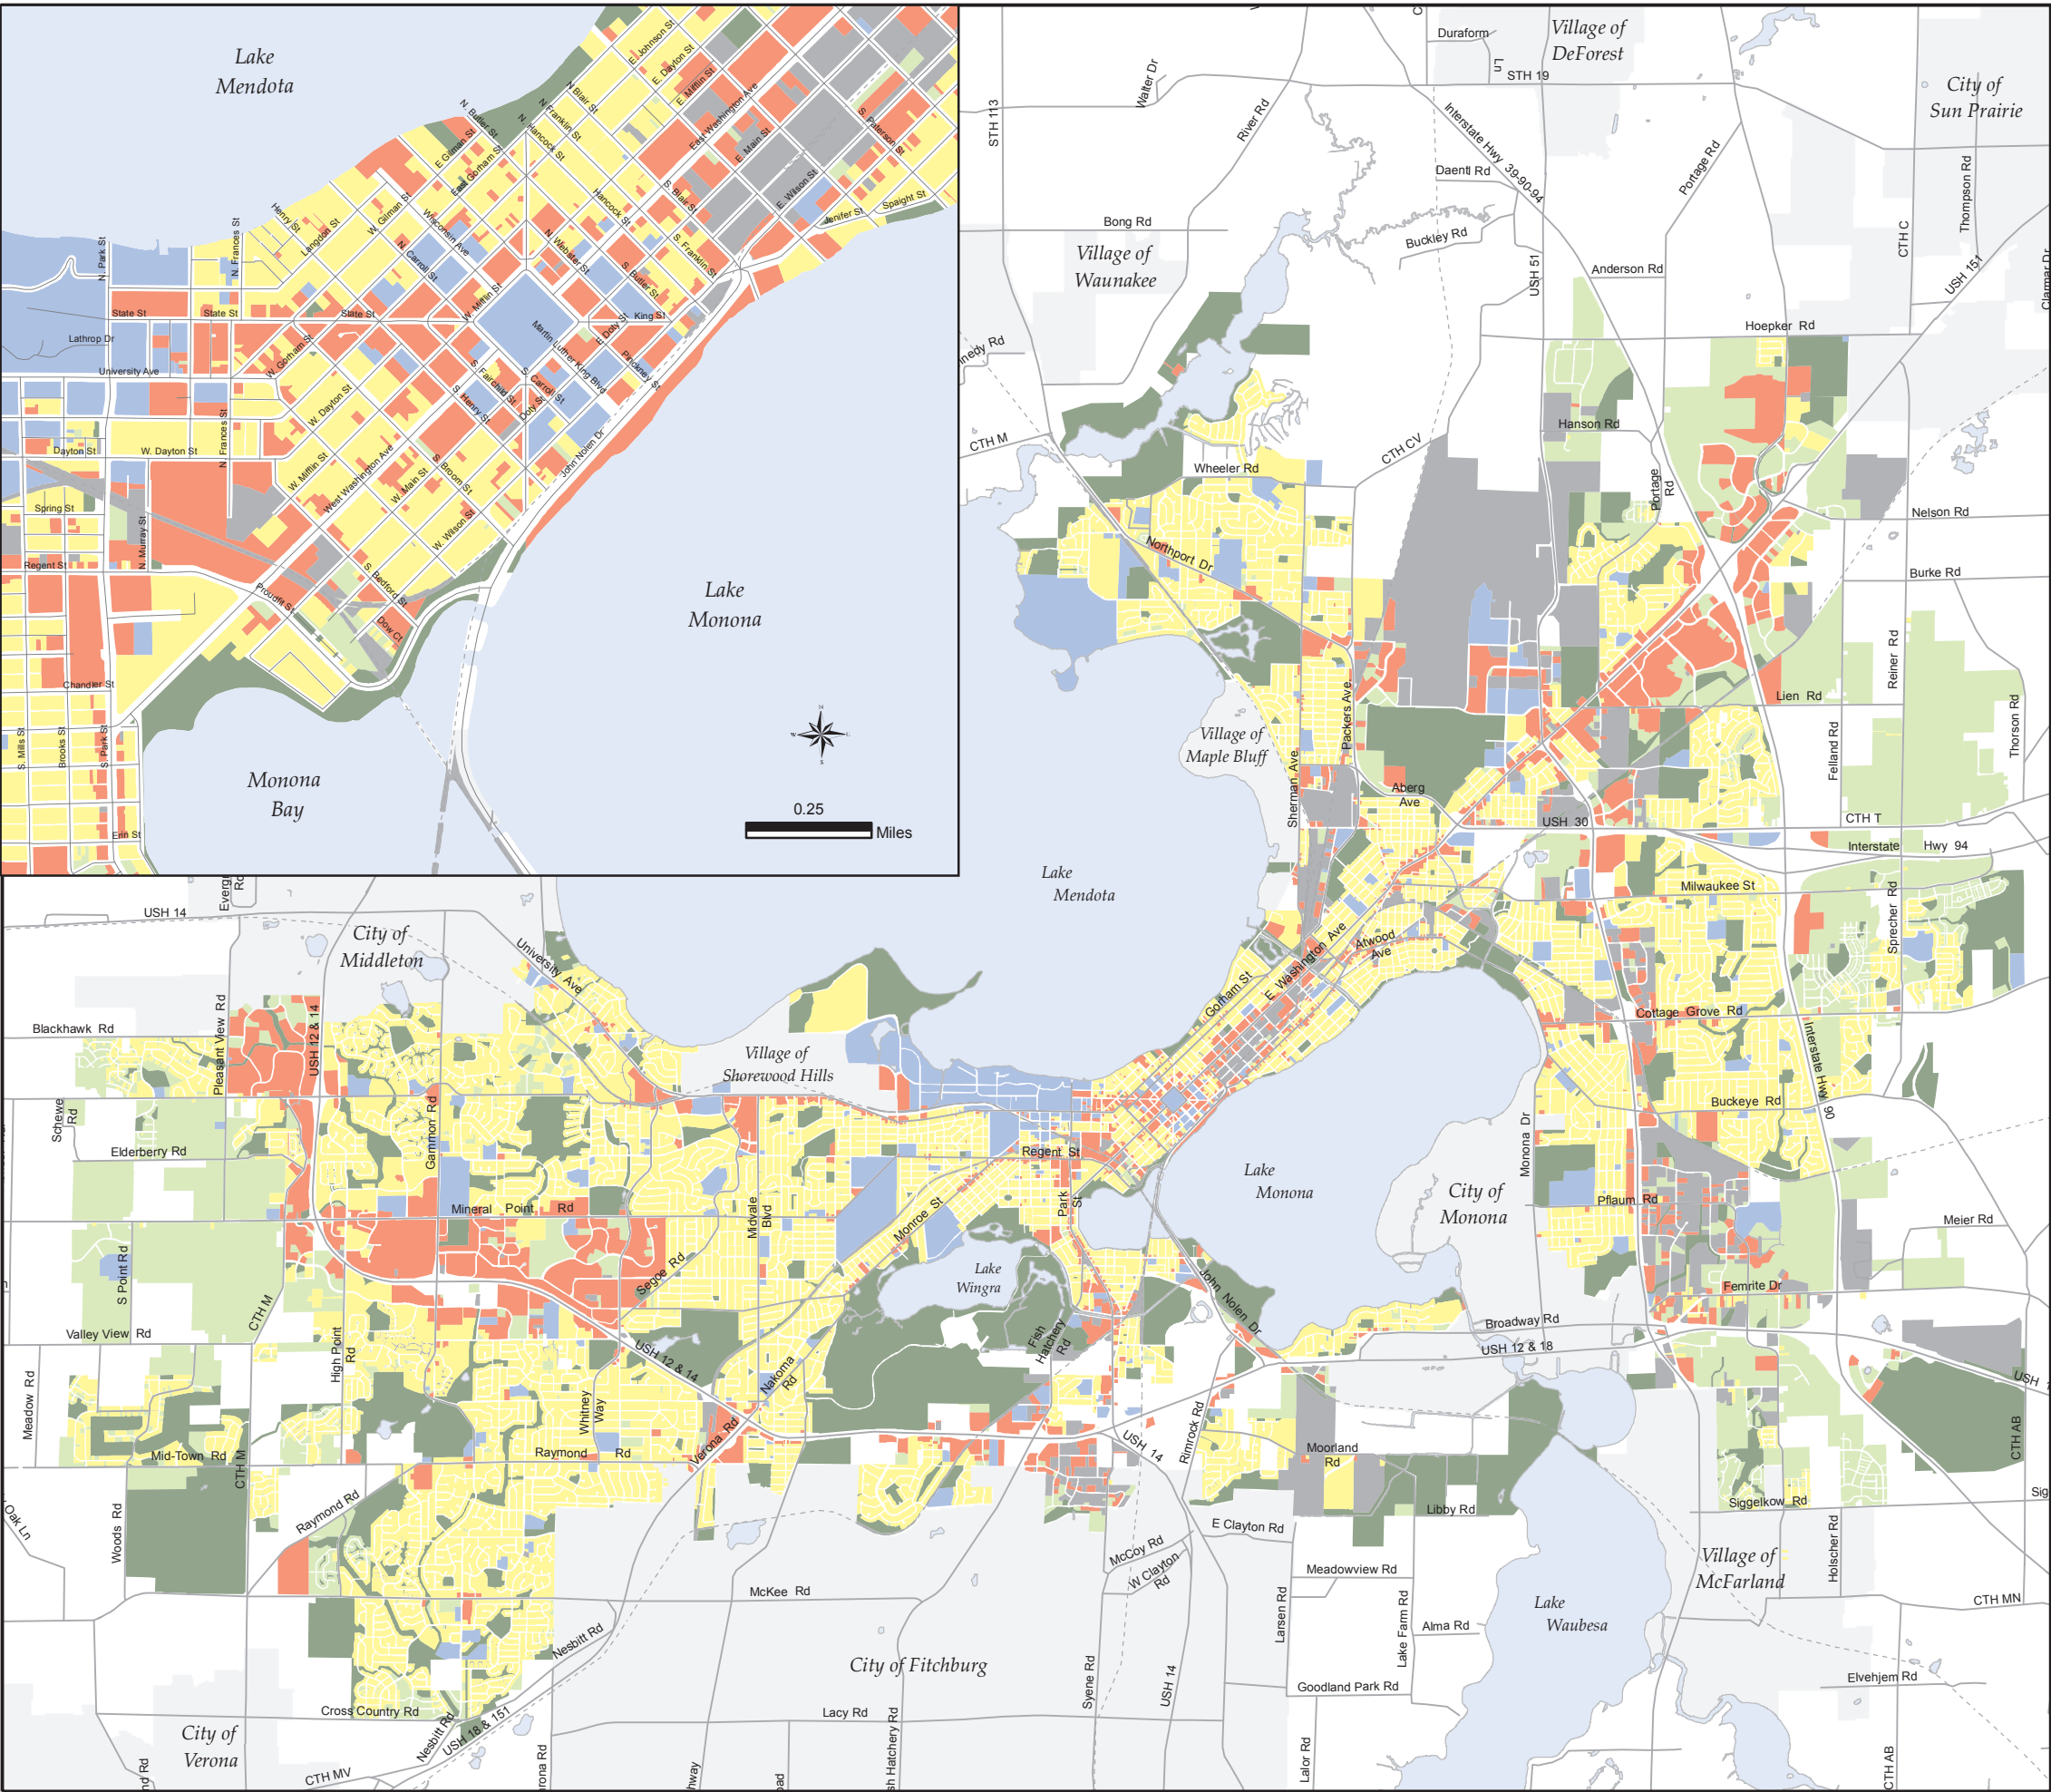 Lake
Mendota
E Johnson St
E. Dayton St
E. Mifflin St
N Blair St
N Franklin St
N. Hancock St
N. Butler St
E Gilman St
East Gorham St
East Washington Ave
E. Main St
S. Paterson St
E. Wilson St
Jenifer St
Spaight St
S. Blair St
Hancock St
S. Franklin St
Henry St
Langdon St
W. Gilman St
Wisconsin Ave
N. Carroll St
N. Webster St
S. Butler St
N. Park St
N. Frances St
State St
State St
State St
W. Mifflin St
King St
E. Doty St
Lathrop Dr
University Ave
W. Gorham St
Martin Luther King Blvd
Pinckney St
S. Fairchild St
S. Carroll St
Doty St
S. Henry St
W. Dayton St
N. Frances St
Dayton St
W. Dayton St
John Nolen Dr
W. Mifflin St
West Washington Ave
W. Main St
S. Broom St
W. Wilson St
Spring St
N. Murray St
Regent St
S. Bedford St
Proudfit St
Dow Ct
Lake
Monona
Chandler St
S. Mills St
Brooks St
S. Park St
Erin St
Monona
Bay
N
W
E
S
0.25
Miles
Duraform
Ln
STH 19
Village of
DeForest
City of
Sun Prairie
STH 113
Walter Dr
River Rd
Interstate Hwy 39-90-94
Daentl Rd
Portage Rd
Thompson Rd
CTH C
USH 151
Clarmar Dr
Bong Rd
Village of
Waunakee
Buckley Rd
USH 51
Anderson Rd
Hoepker Rd
CTH M
Wheeler Rd
CTH CV
Hanson Rd
Portage
Rd
Nelson Rd
Northport Dr
Burke Rd
Reiner Rd
Lien Rd
Felland Rd
Thorson Rd
Village of
Maple Bluff
Packers Ave
Sherman Ave
Aberg
Ave
USH 30
CTH T
Interstate Hwy 94
Milwaukee St
Sprecher Rd
Lake
Mendota
E. Washington Ave
Atwood
Ave
Gorham St
Cottage Grove Rd
Interstate Hwy 90
Buckeye Rd
USH 14
City of
Middleton
University Ave
Pleasant View Rd
Blackhawk Rd
USH 12 & 14
Village of
Shorewood Hills
Schewe
Rd
Elderberry Rd
Gammon Rd
Regent St
Lake
Monona
Monona Dr
City of
Monona
Pflaum Rd
Meier Rd
Mineral Point Rd
Midvale
Blvd
Monroe St
Park
St
S Point Rd
CTH M
Segoe Rd
Lake
Wingra
John Nolen Dr
Femrite Dr
Valley View Rd
High Point
Rd
Fish
Hatchery
Rd
Broadway Rd
USH 12 & 18
USH 12 & 14
Nakoma
Rd
Meadow Rd
Whitney
Way
Verona Rd
Raymond Rd
Mid-Town Rd
CTH M
USH 14
Rimrock Rd
Moorland
Rd
CTH AB
Woods Rd
Raymond Rd
Oak Ln
Libby Rd
Siggelkow Rd
E Clayton Rd
McCoy Rd
W Clayton
Rd
Meadowview Rd
Village of
McFarland
Holscher Rd
McKee Rd
Larsen Rd
Lake Farm Rd
Alma Rd
Lake
Waubesa
CTH MN
Nesbitt Rd
City of Fitchburg
Syene Rd
USH 14
Goodland Park Rd
Elvehjem Rd
Cross Country Rd
Nesbitt Rd
USH 18 & 151
Lacy Rd
City of
Verona
CTH MV
Lalor Rd
CTH AB